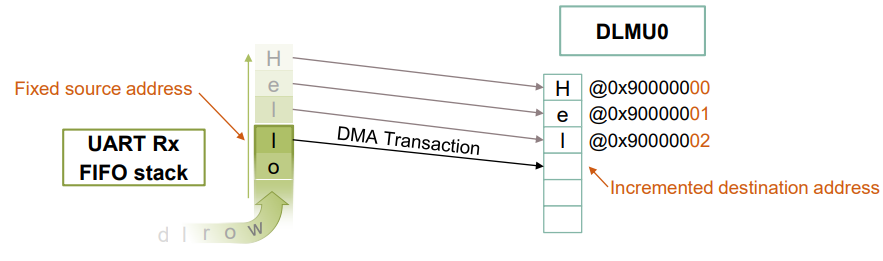 DLMU0
Fixed source address
UART Rx
FIFO stack
H
e
l
l
o
d l r o w
DMA Transaction
H @0x90000000
e @0x90000001
l @0x90000002
Incremented destination address